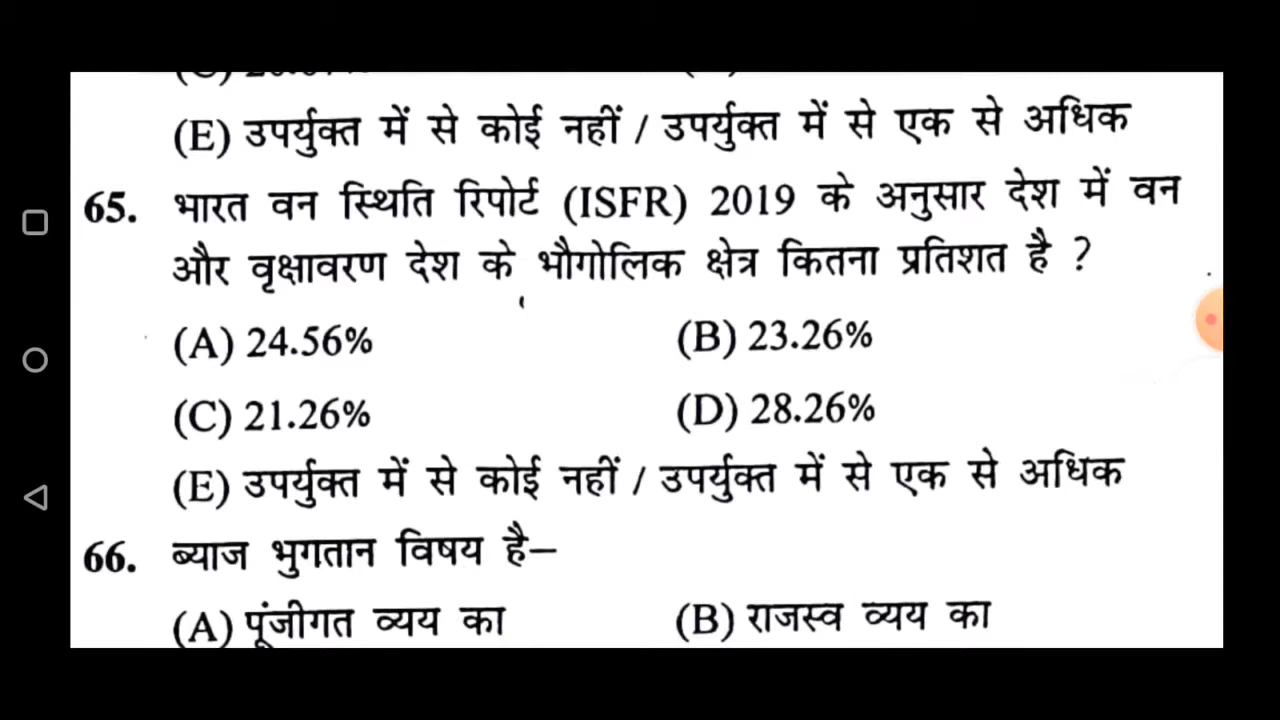 (E) उपर्युक्त में से कोई नहीं / उपर्युक्त में से एक से अधिक
65. भारत वन स्थिति रिपोर्ट (ISFR) 2019 के अनुसार देश में वन
और वृक्षावरण देश के भौगोलिक क्षेत्र कितना प्रतिशत है ?
(A) 24.56% (B) 23.26%
(C) 21.26% (D) 28.26%
(E) उपर्युक्त में से कोई नहीं / उपर्युक्त में से एक से अधिक
66. ब्याज भुगतान विषय है–
(A) पूंजीगत व्यय का (B) राजस्व व्यय का